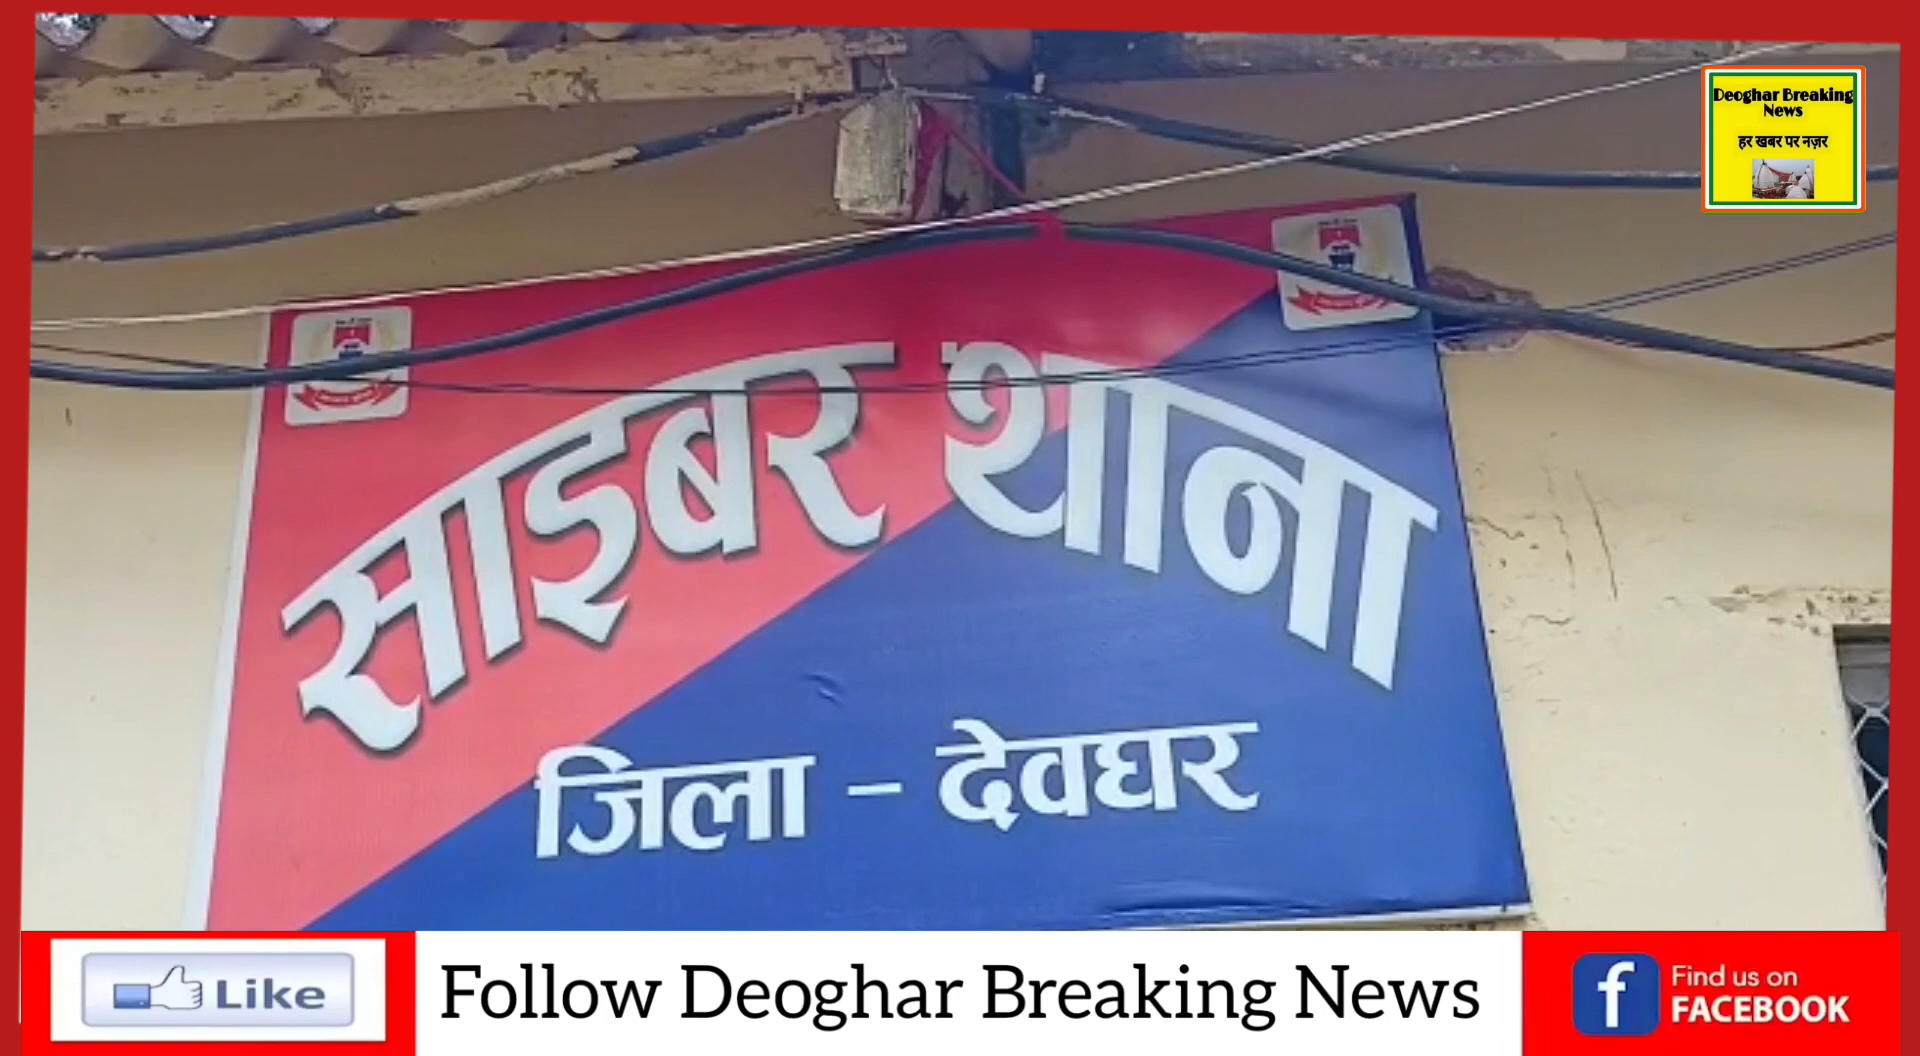 Deoghar Breaking
News
हर खबर पर नज़र
साइबर थाना
जिला – देवघर
Like
Follow Deoghar Breaking News
f
Find us on
FACEBOOK